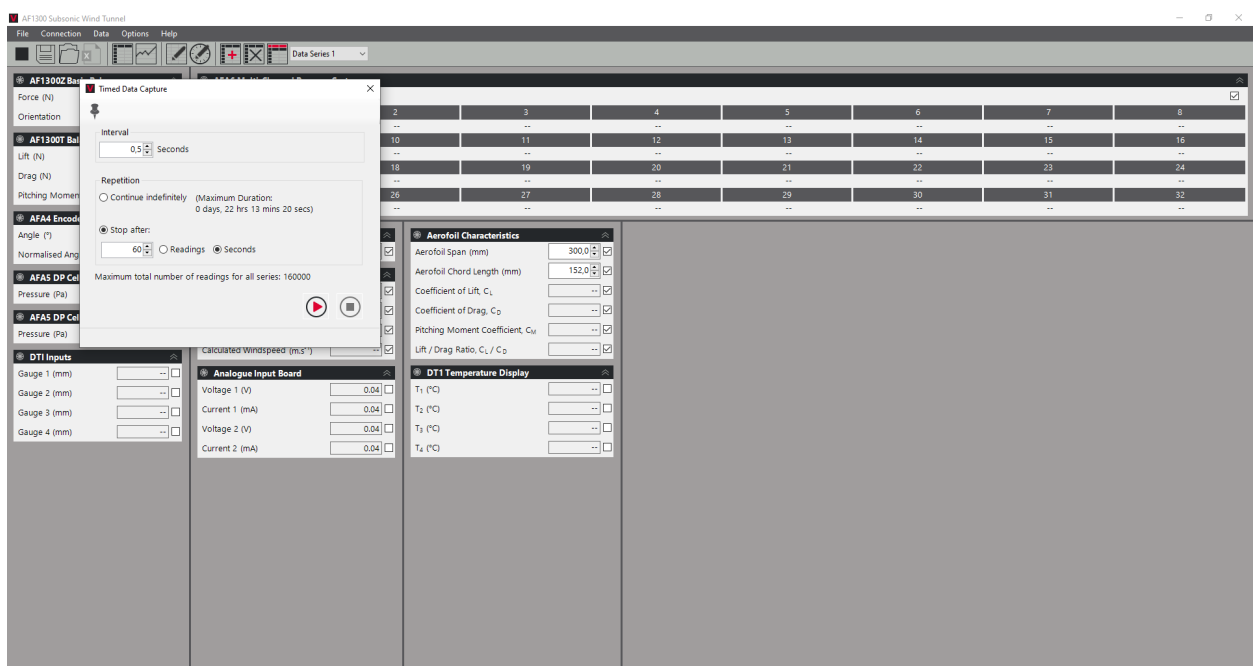 AF1300 Subsonic Wind Tunnel
File Connection Data Options Help
Data Series 1
Timed Data Capture
Interval
0,5 Seconds
Repetition
Continue indefinitely (Maximum Duration:
0 days, 22 hrs 13 mins 20 secs)
Stop after:
60 Readings Seconds
Maximum total number of readings for all series: 160000
AF1300Z Bas
Force (N)
Orientation
AF1300T Bal
Lift (N)
Drag (N)
Pitching Momen
AFA4 Encode
Angle (°)
Normalised Ang
AFA5 DP Cel
Pressure (Pa)
AFA5 DP Cel
Pressure (Pa)
DTI Inputs
Gauge 1 (mm) --
Gauge 2 (mm) --
Gauge 3 (mm) --
Gauge 4 (mm) --
2 3 4 5 6 7 8
-- -- -- -- -- -- --
10 11 12 13 14 15 16
-- -- -- -- -- -- --
18 19 20 21 22 23 24
-- -- -- -- -- -- --
26 27 28 29 30 31 32
-- -- -- -- -- -- --
Calculated Windspeed (m.s⁻¹) --
Analogue Input Board
Voltage 1 (V) 0.04
Current 1 (mA) 0.04
Voltage 2 (V) 0.04
Current 2 (mA) 0.04
Aerofoil Characteristics
Aerofoil Span (mm) 300,0
Aerofoil Chord Length (mm) 152,0
Coefficient of Lift, CL --
Coefficient of Drag, CD --
Pitching Moment Coefficient, CM --
Lift / Drag Ratio, CL / CD --
DT1 Temperature Display
T1 (°C) --
T2 (°C) --
T3 (°C) --
T4 (°C) --